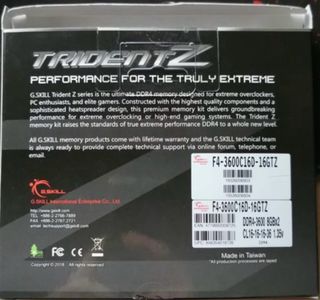 TRIDENT Z
PERFORMANCE FOR THE TRULY EXTREME
G.SKILL Trident Z series is the ultimate DDR4 memory designed for extreme overclockers,
PC enthusiasts, and elite gamers. Constructed with the highest quality components and a
sophisticated heatspreader design, this premium memory kit delivers groundbreaking
performance for extreme overclocking or high-end gaming systems. The Trident Z
memory kit raises the standards of true extreme performance DDR4 to a whole new level.
All G.SKILL memory products come with lifetime warranty and the G.SKILL technical team
is always ready to provide complete technical support via online forum, telephone, or
email.
F4-3600C16D-16GTZ
G.SKILL
G.SKILL International Enterprise Co., Ltd.
F4-3600C16D-16GTZ
DDR4-3600 8GBx2
CL16-16-16-36 1.35V
Made in Taiwan
*All production processes are taped